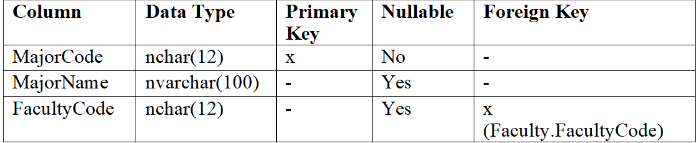 Column Data Type Primary Key Nullable Foreign Key
MajorCode nchar(12) x No -
MajorName nvarchar(100) - Yes -
FacultyCode nchar(12) - Yes x
(Faculty.FacultyCode)